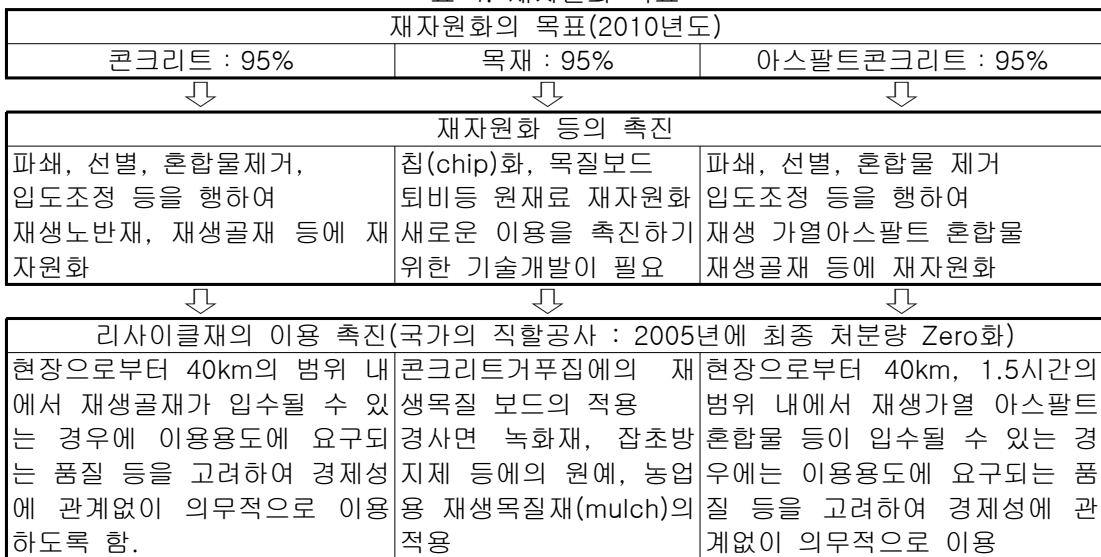 재자원화의 목표(2010년도)
콘크리트 : 95%
목재 : 95%
아스팔트콘크리트 : 95%
재자원화 등의 촉진
파쇄, 선별, 혼합물제거,
입도조정 등을 행하여
재생노반재, 재생골재 등에 재
자원화
칩(chip)화, 목질보드
퇴비등 원재료 재자원화
새로운 이용을 촉진하기
위한 기술개발이 필요
파쇄, 선별, 혼합물 제거
입도조정 등을 행하여
재생 가열아스팔트 혼합물
재생골재 등에 재자원화
리사이클재의 이용 촉진(국가의 직할공사 : 2005년에 최종 처분량 Zero화)
현장으로부터 40km의 범위 내
에서 재생골재가 입수될 수 있
는 경우에 이용용도에 요구되
는 품질 등을 고려하여 경제성
에 관계없이 의무적으로 이용
하도록 함.
콘크리트거푸집에의 재
생목질 보드의 적용
경사면 녹화재, 잡초방
지제 등에의 원예, 농업
용 재생목질재(mulch)의
적용
현장으로부터 40km, 1.5시간의
범위 내에서 재생가열 아스팔트
혼합물 등이 입수될 수 있는 경
우에는 이용용도에 요구되는 품
질 등을 고려하여 경제성에 관
계없이 의무적으로 이용